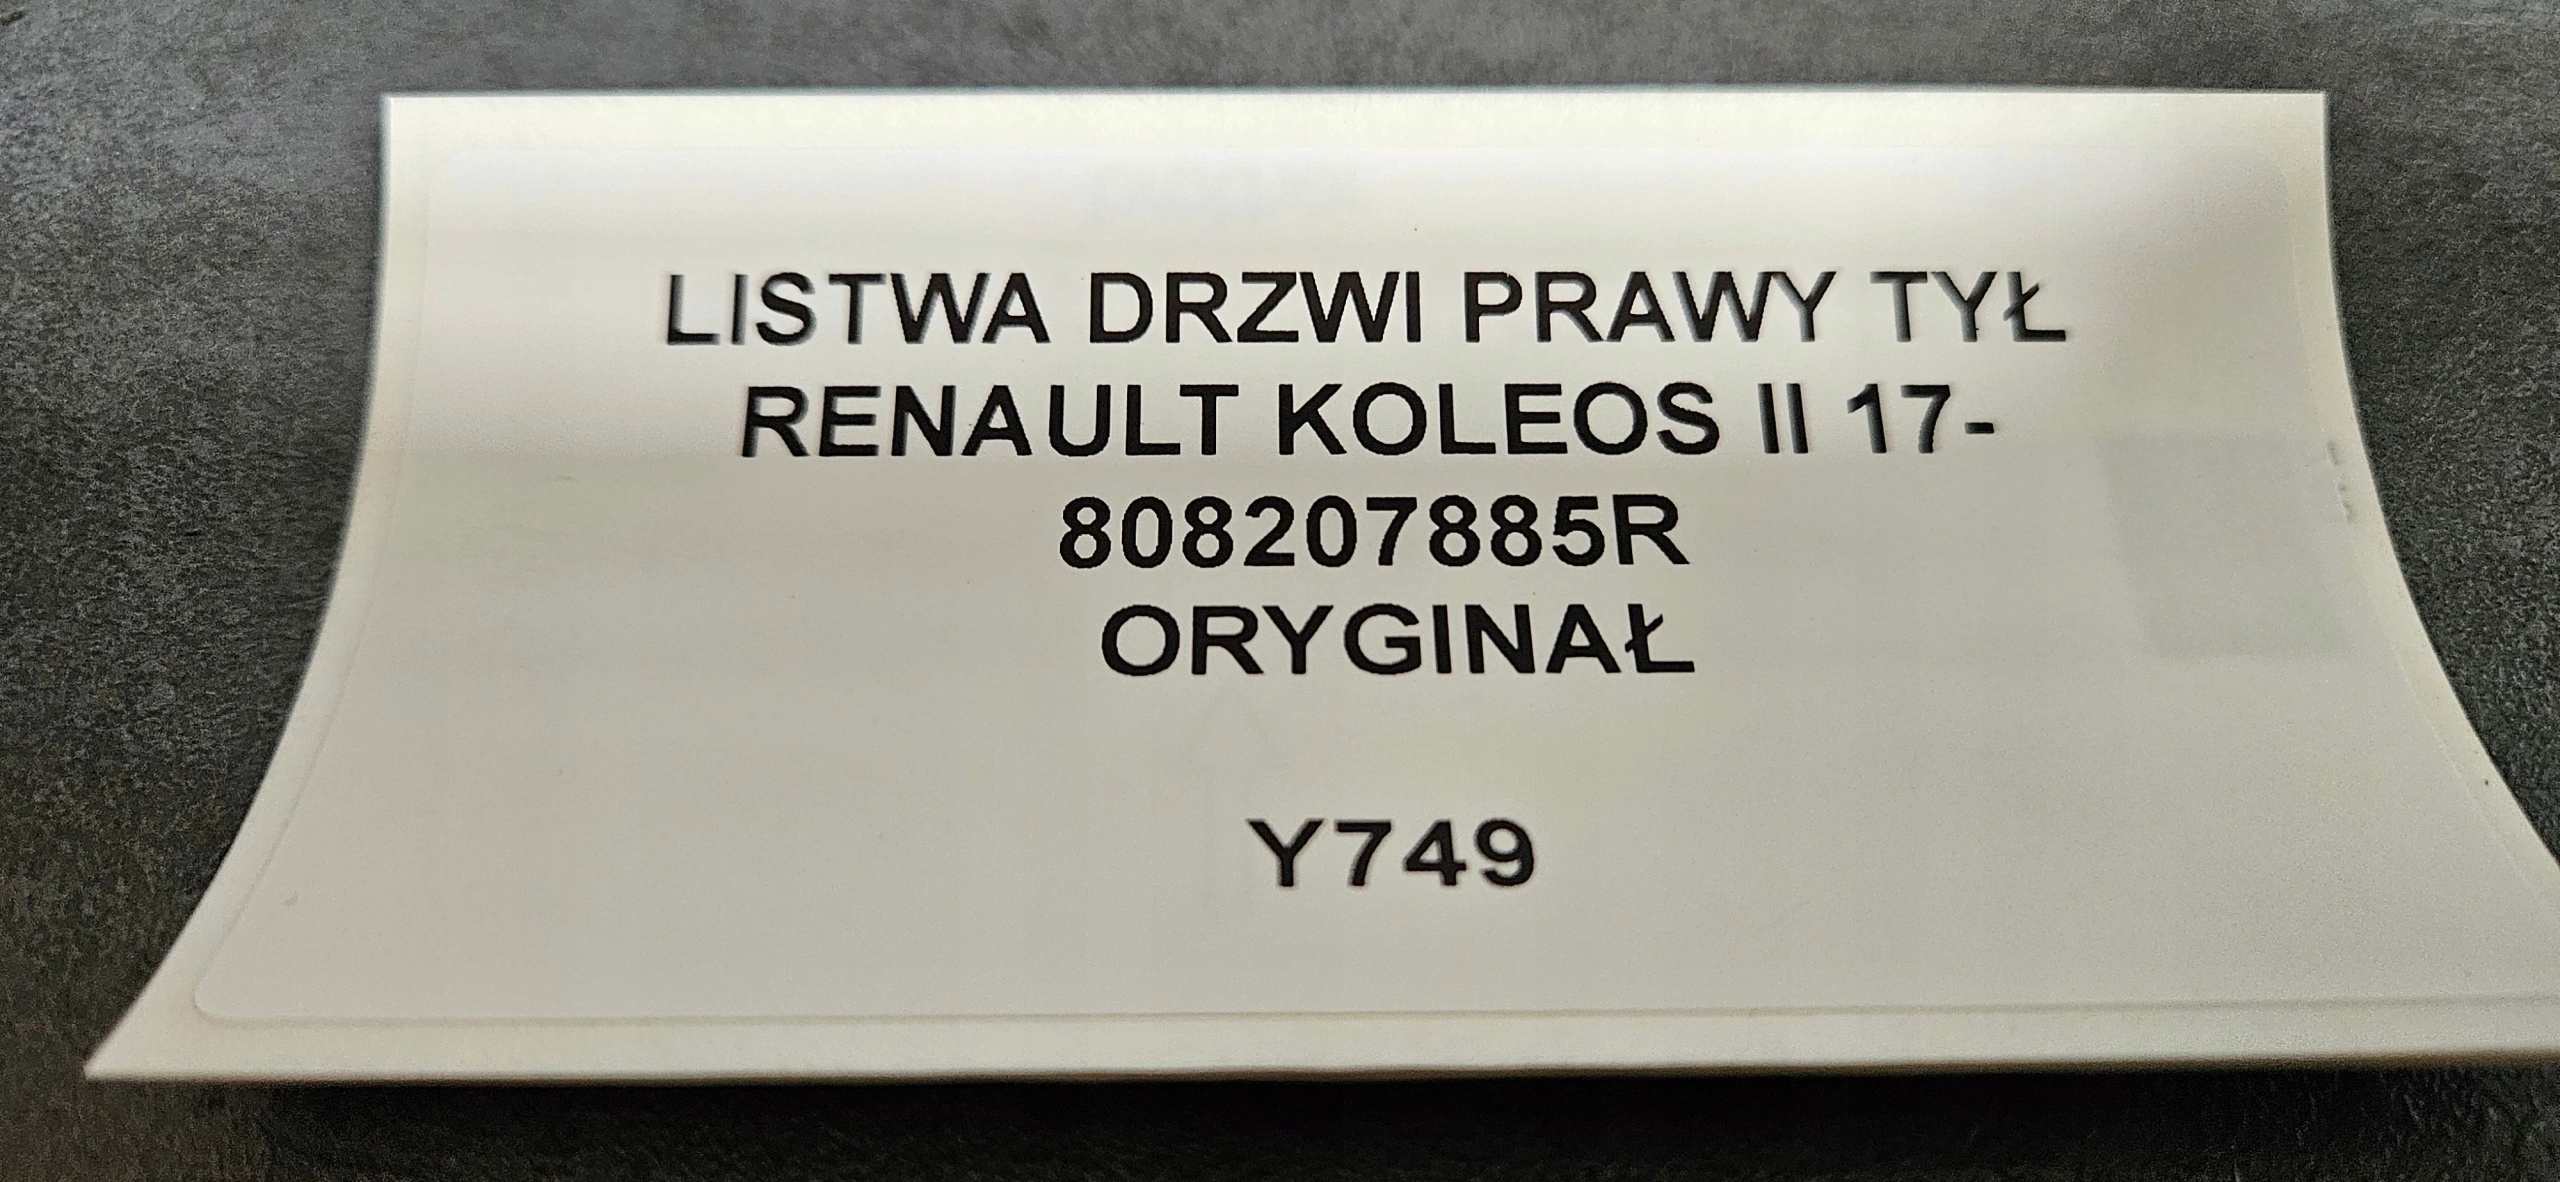 LISTWA DRZWI PRAWY TYŁ
RENAULT KOLEOS II 17-
808207885R
ORYGINAŁ
Y749